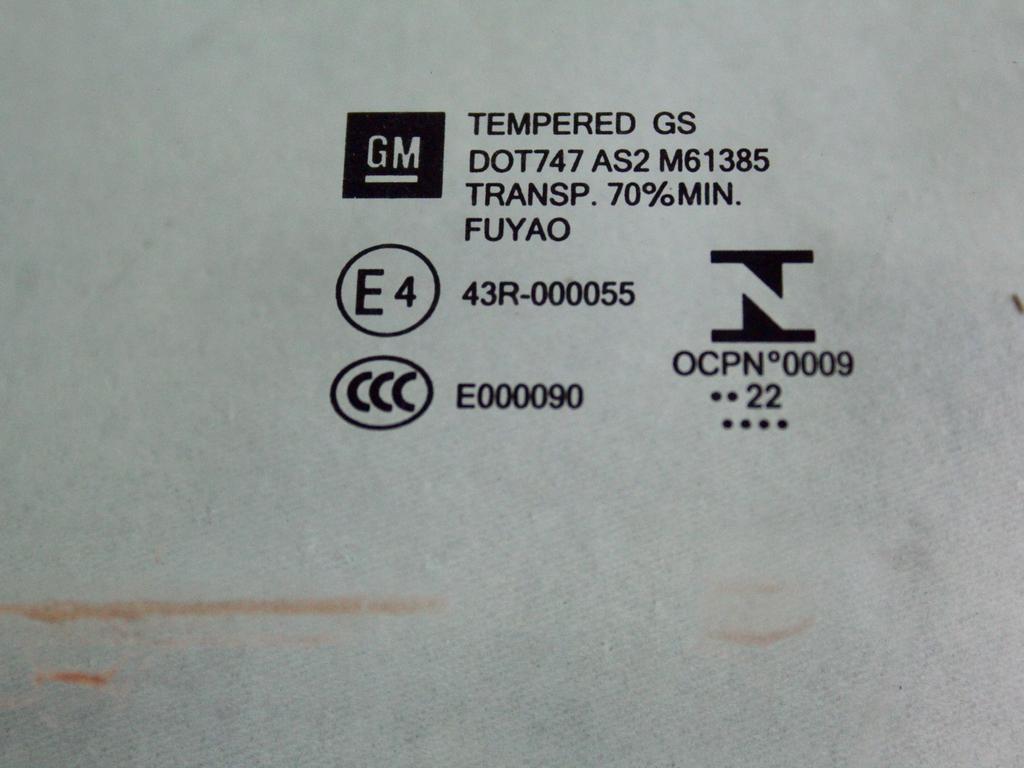 GM
TEMPERED GS
DOT747 AS2 M61385
TRANSP. 70%MIN.
FUYAO
E4 43R-000055
CCC E000090
OCPN°0009
••22
••••